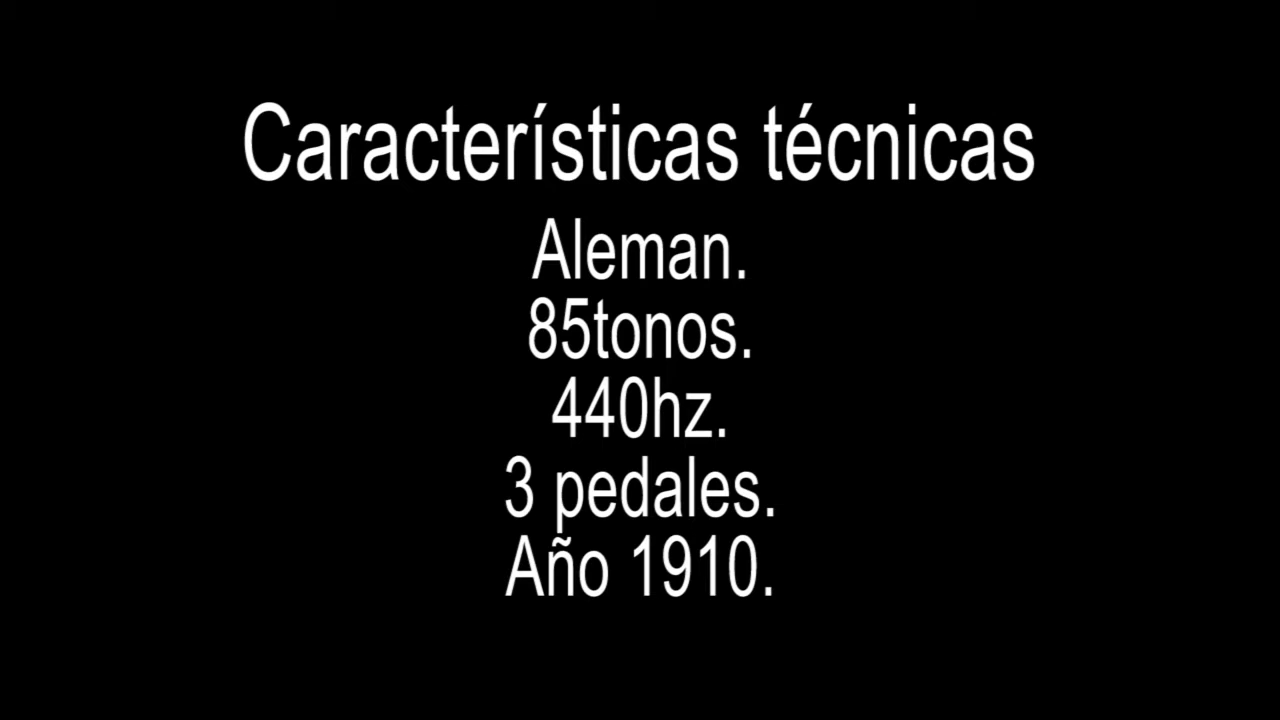 Características técnicas
Aleman.
85tonos.
440hz.
3 pedales.
Año 1910.